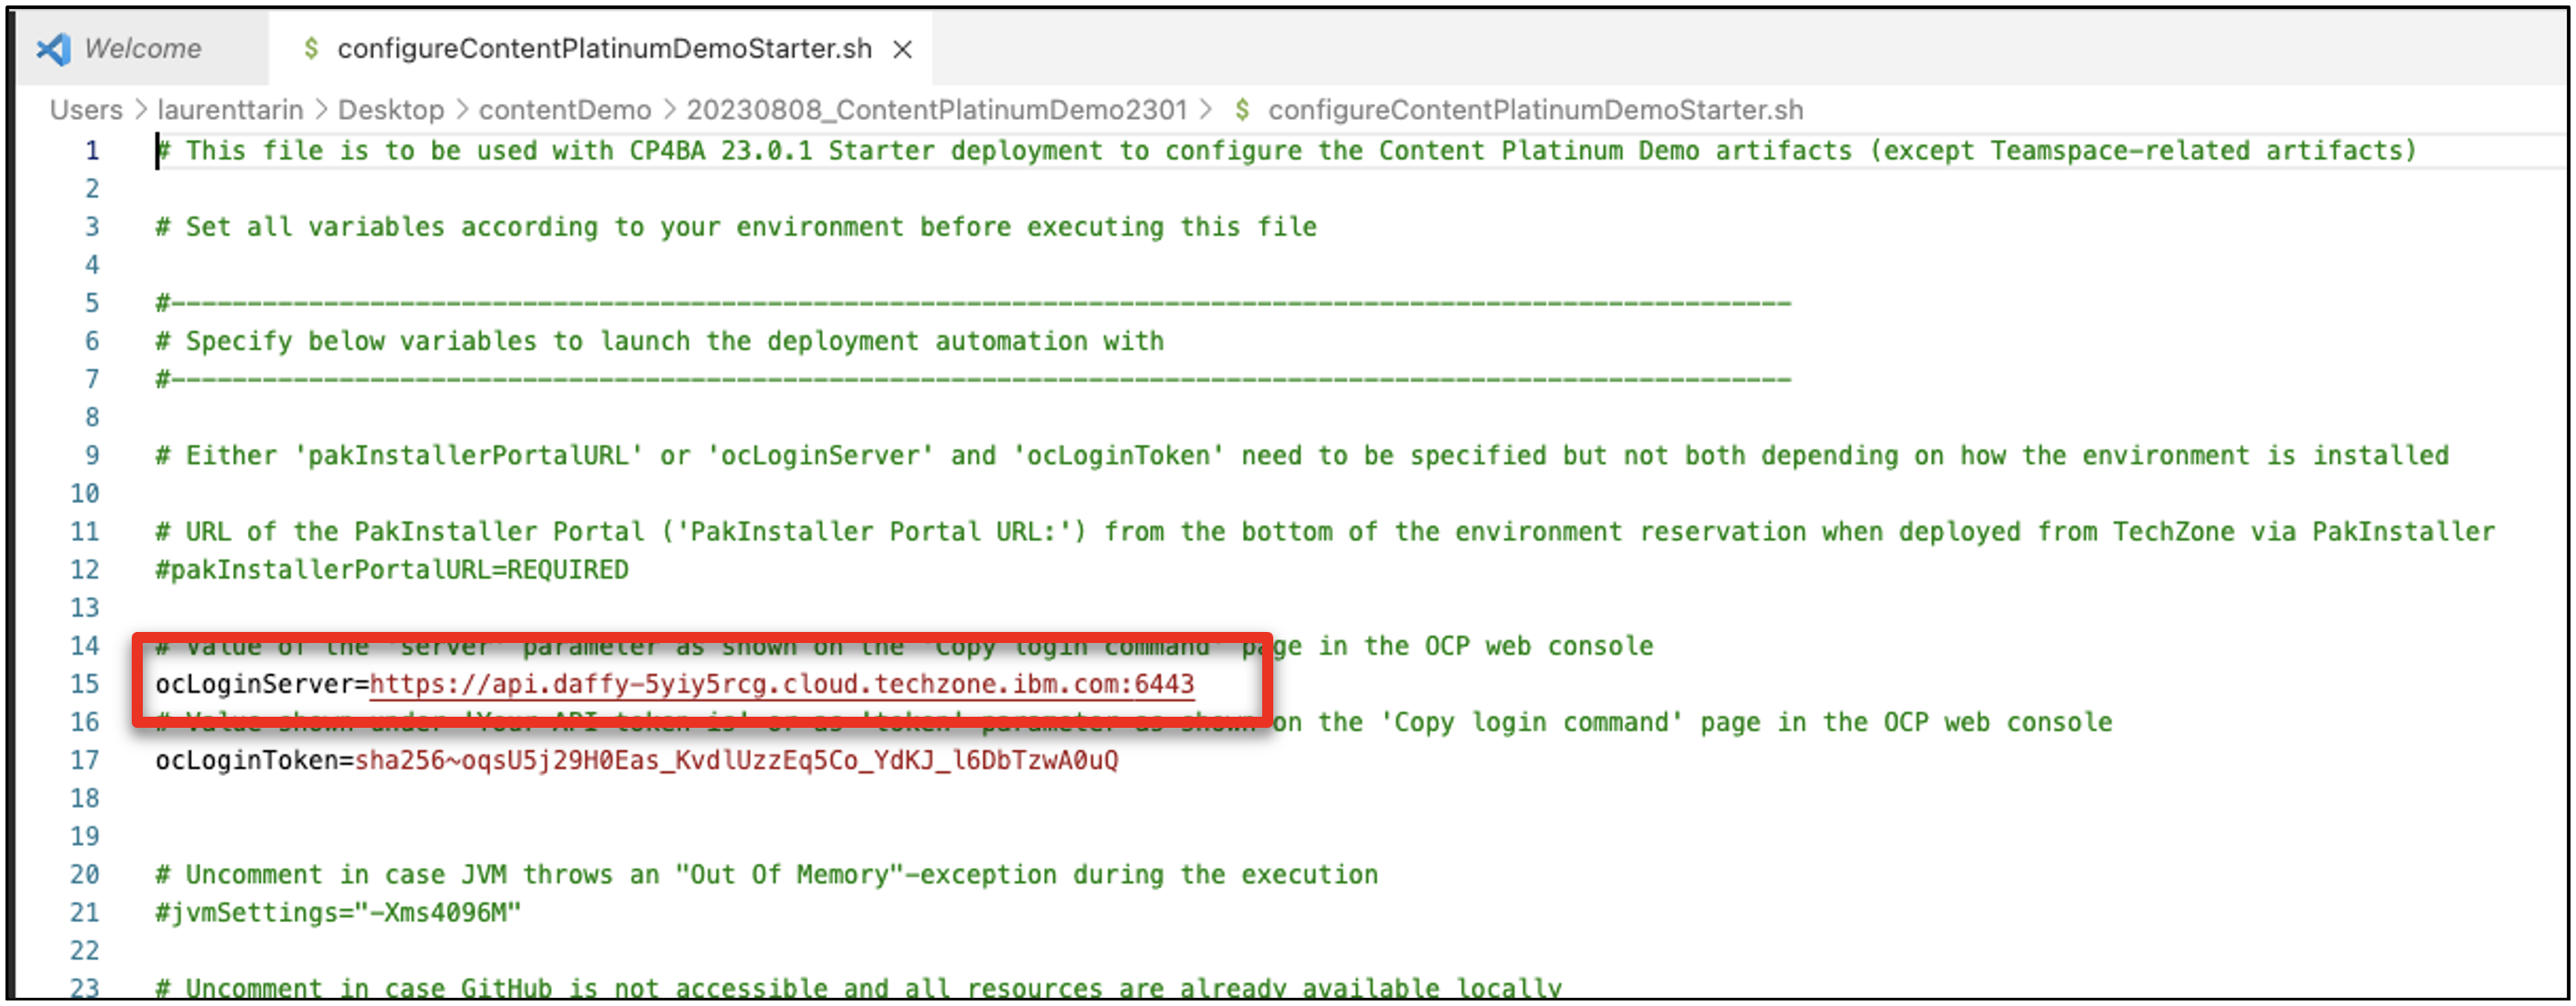 Welcome
$ configureContentPlatinumDemoStarter.sh ×
Users > laurenttarin > Desktop > contentDemo > 20230808_ContentPlatinumDemo2301 > $ configureContentPlatinumDemoStarter.sh
1 # This file is to be used with CP4BA 23.0.1 Starter deployment to configure the Content Platinum Demo artifacts (except Teamspace-related artifacts)
2
3 # Set all variables according to your environment before executing this file
4
5 #----------------------------------------------------------------------------------------------------------
6 # Specify below variables to launch the deployment automation with
7 #----------------------------------------------------------------------------------------------------------
8
9 # Either 'pakInstallerPortalURL' or 'ocLoginServer' and 'ocLoginToken' need to be specified but not both depending on how the environment is installed
10
11 # URL of the PakInstaller Portal ('PakInstaller Portal URL:') from the bottom of the environment reservation when deployed from TechZone via PakInstaller
12 #pakInstallerPortalURL=REQUIRED
13
14 # Value of the 'server' parameter as shown on the 'Copy login command' page in the OCP web console
15 ocLoginServer=https://api.daffy-5yiy5rcg.cloud.techzone.ibm.com:6443
16 # Value shown under 'Your API token is' or as 'token' parameter as shown on the 'Copy login command' page in the OCP web console
17 ocLoginToken=sha256~oqsU5j29H0Eas_KvdlUzzEq5Co_YdKJ_l6DbTzwA0uQ
18
19
20 # Uncomment in case JVM throws an "Out Of Memory"-exception during the execution
21 #jvmSettings="-Xms4096M"
22
23 # Uncomment in case GitHub is not accessible and all resources are already available locally